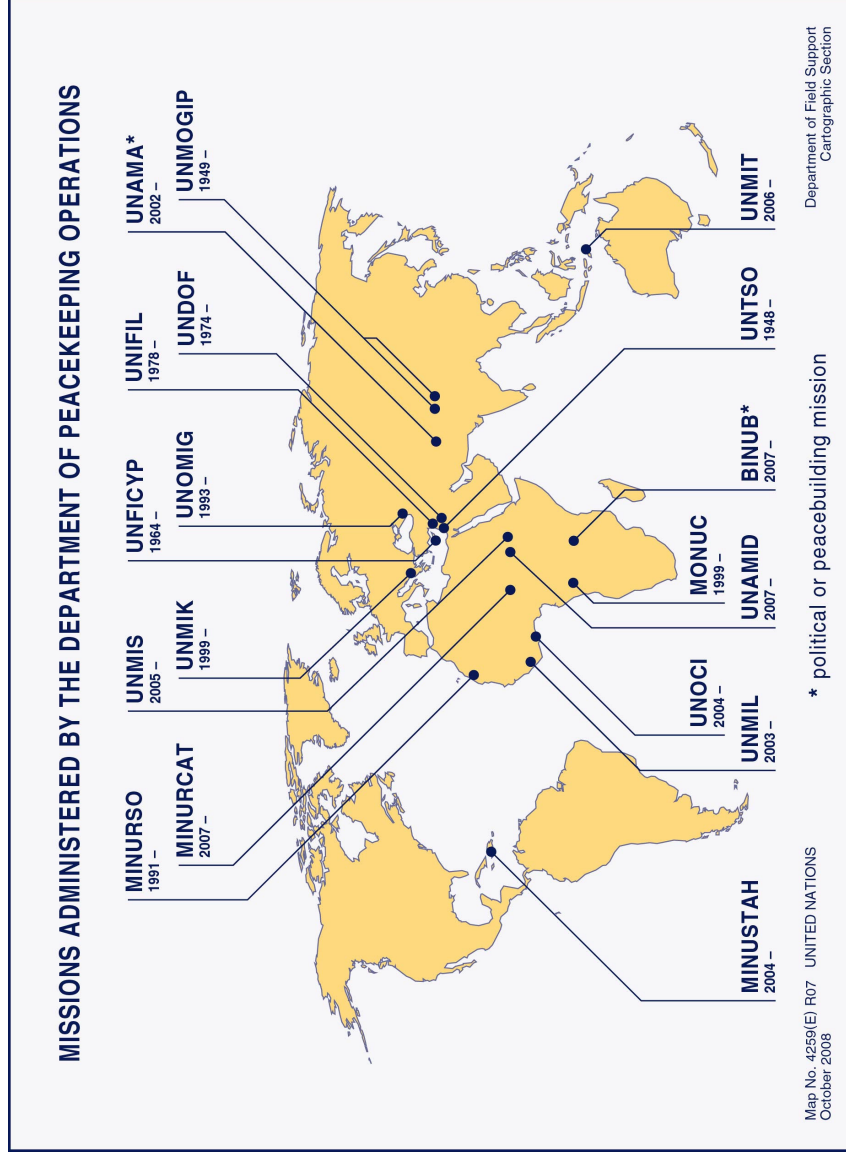 MISSIONS ADMINISTERED BY THE DEPARTMENT OF PEACEKEEPING OPERATIONS
MINURSO
1991 –
MINURCAT
2007 –
UNMIS
2005 –
UNMIK
1999 –
UNFICYP
1964 –
UNOMIG
1993 –
UNIFIL
1978 –
UNDOF
1974 –
UNAMA*
2002 –
UNMOGIP
1949 –
MINUSTAH
2004 –
UNMIL
2003 –
UNOCI
2004 –
UNAMID
2007 –
MONUC
1999 –
BINUB*
2007 –
UNTSO
1948 –
UNMIT
2006 –
* political or peacebuilding mission
Map No. 4259(E) R07 UNITED NATIONS
October 2008
Department of Field Support
Cartographic Section